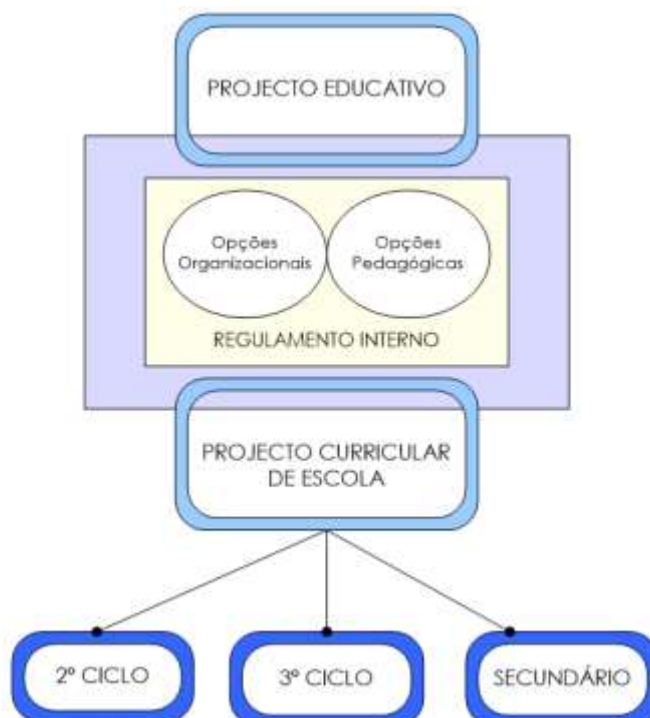 PROJECTO EDUCATIVO
Opções
Organizacionais
Opções
Pedagógicas
REGULAMENTO INTERNO
PROJECTO CURRICULAR
DE ESCOLA
2º CICLO
3º CICLO
SECUNDÁRIO